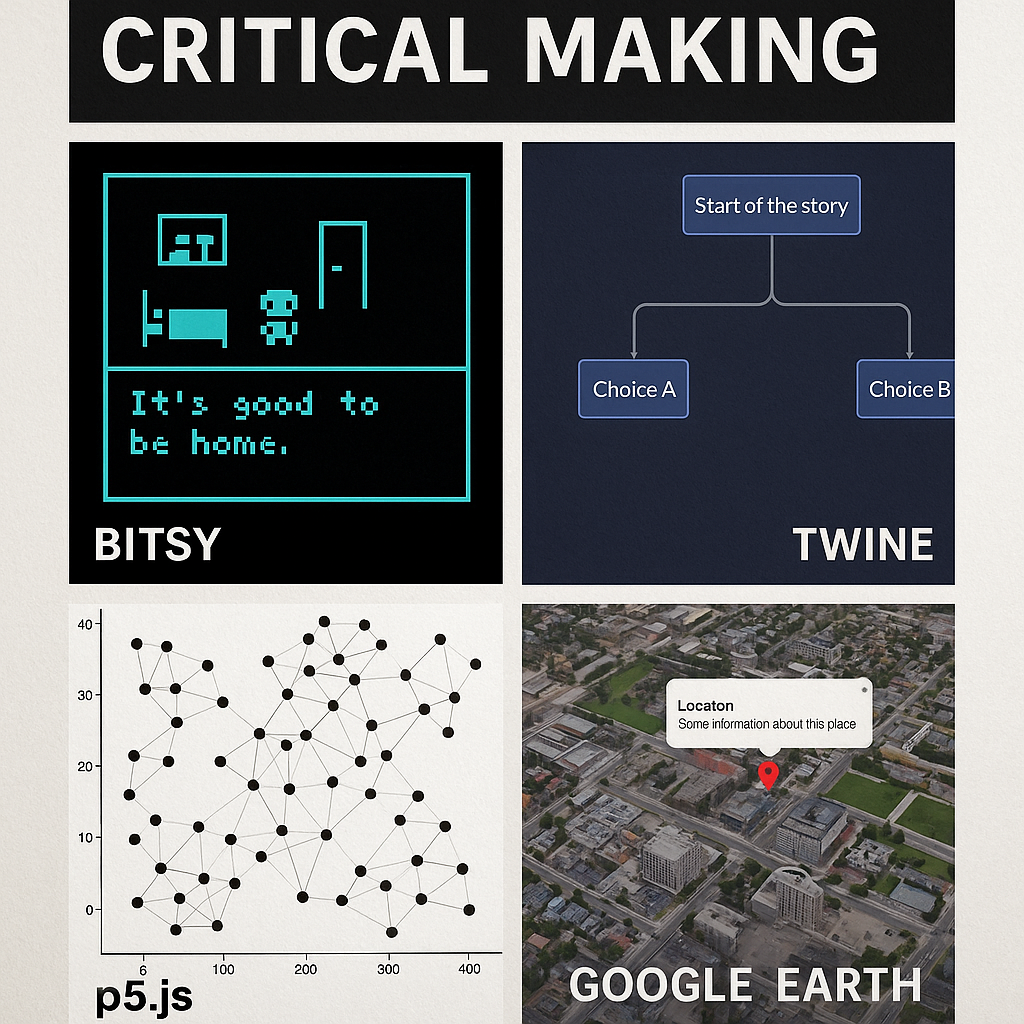 CRITICAL MAKING
It's good to
be home.
BITSY
Start of the story
Choice A
Choice B
TWINE
40
30
20
10
0
6
100
200
300
400
p5.js
Locaton
Some information about this place
GOOGLE EARTH